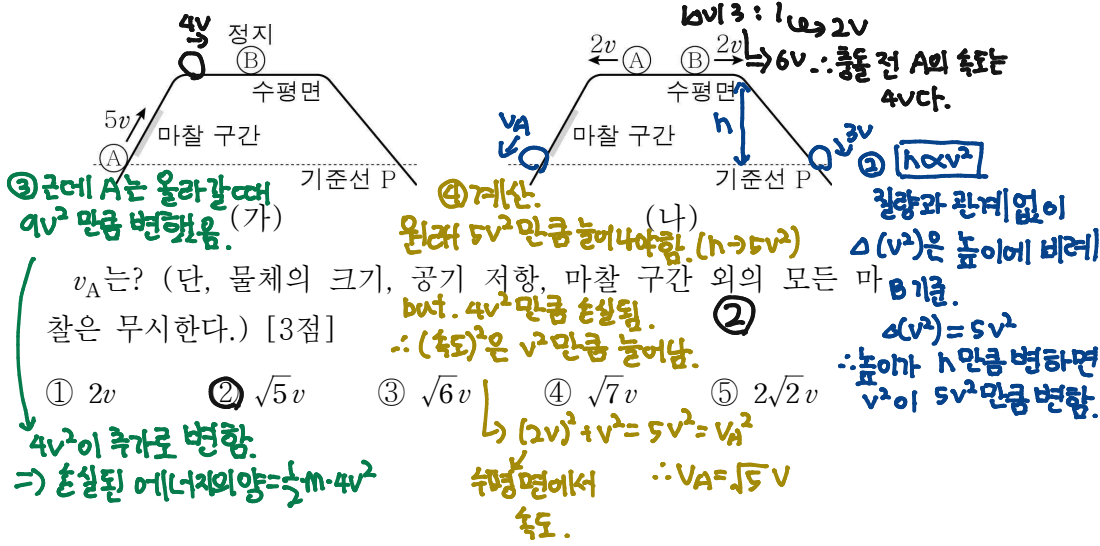 but 3 : 1
↳ 2v
⇒ 6v ∴ 충돌 전 A의 속도는
4v다.
4v
정지
B
수평면
5v
마찰 구간
A
기준선 P
(가)
2v
A
B
2v
수평면
h
vA
마찰 구간
3v
기준선 P
(나)
② h∝v²
질량과 관계없이
Δ(v²)은 높이에 비례
B 기준.
Δ(v²) = 5v²
∴ 높이가 h만큼 변하면
v²이 5v²만큼 변함.
③ 근데 A는 올라갈 때
9v²만큼 변했음.
④ 계산.
원래 5v²만큼 늘어나야함. (h→5v²)
but. 4v²만큼 손실됨.
∴ (속도)²은 v²만큼 늘어남.
vA는? (단, 물체의 크기, 공기 저항, 마찰 구간 외의 모든 마
찰은 무시한다.) [3점]
②
① 2v ② √5v ③ √6v ④ √7v ⑤ 2√2v
4v²이 추가로 변함.
⇒ 손실된 에너지의 양 = ½m·4v²
↳ (2v)² + v² = 5v² = vA²
수평면에서
속도.
∴ vA = √5 v